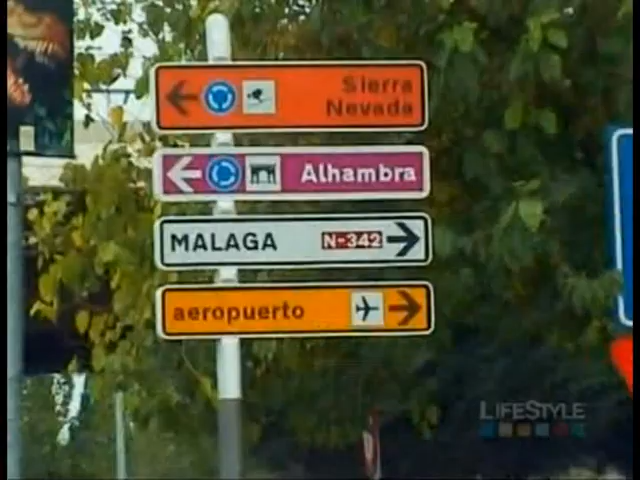 Sierra
Nevada
Alhambra
MALAGA N-342
aeropuerto
LIFESTYLE